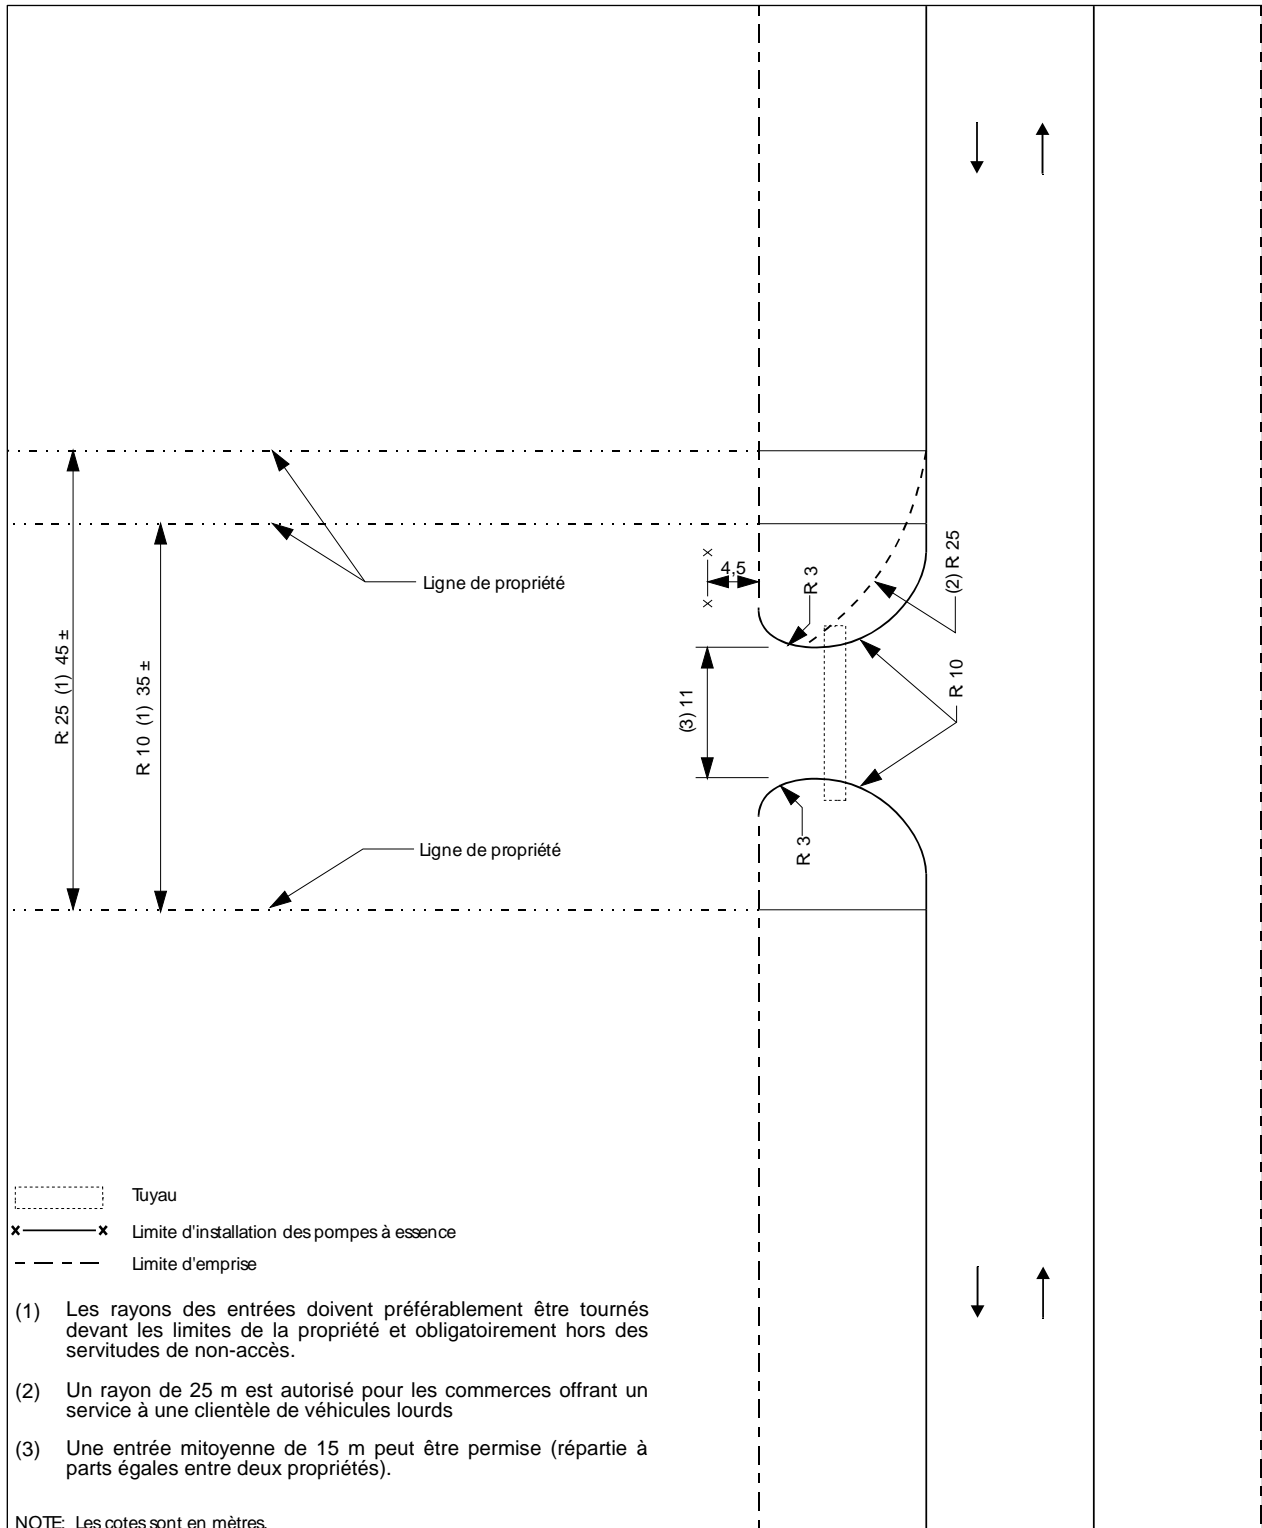 (2) R 25
x
4,5
R 3
x
Ligne de propriété
R 25 (1) 45 ±
R 10 (1) 35 ±
(3) 11
R 10
R 3
Ligne de propriété
Tuyau
x x Limite d'installation des pompes à essence
Limite d'emprise
(1) Les rayons des entrées doivent préférablement être tournés
devant les limites de la propriété et obligatoirement hors des
servitudes de non-accès.
(2) Un rayon de 25 m est autorisé pour les commerces offrant un
service à une clientèle de véhicules lourds
(3) Une entrée mitoyenne de 15 m peut être permise (répartie à
parts égales entre deux propriétés).
NOTE: Les cotes sont en mètres.